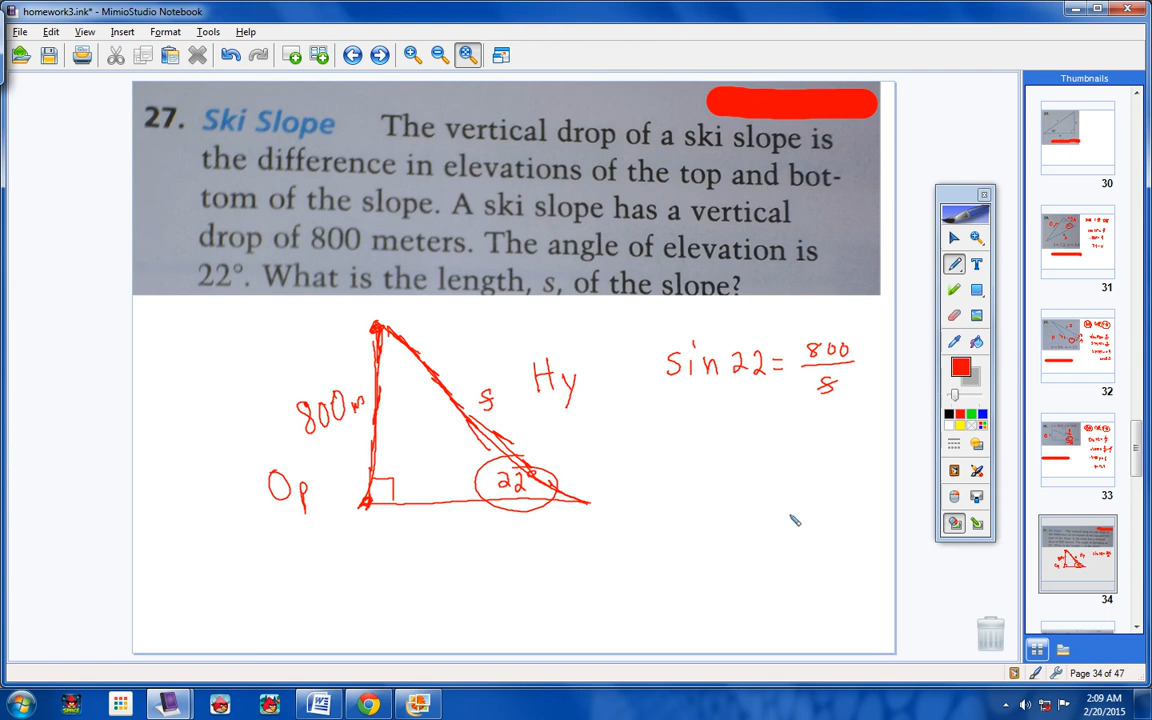 homework3.ink* - MimioStudio Notebook
File Edit View Insert Format Tools Help
Thumbnails
27. Ski Slope The vertical drop of a ski slope is
the difference in elevations of the top and bot-
tom of the slope. A ski slope has a vertical
drop of 800 meters. The angle of elevation is
22°. What is the length, s, of the slope?
800m
s
Hy
sin 22 = 800/s
Op
22°
30
31
32
33
34
Page 34 of 47
2:09 AM
2/20/2015